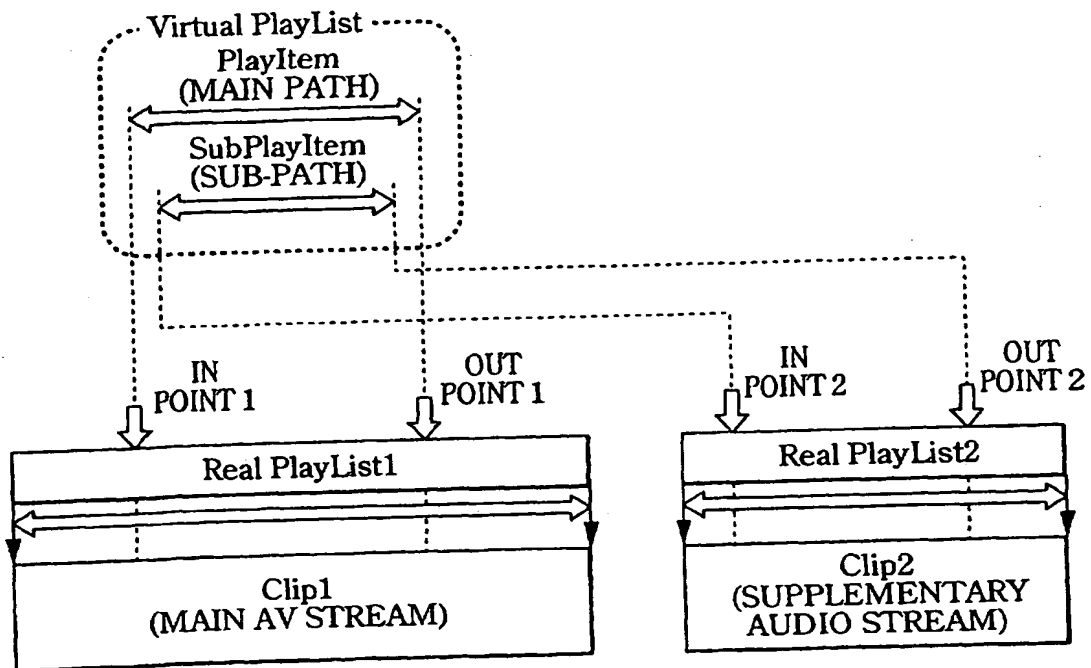 Virtual PlayList
PlayItem
(MAIN PATH)
SubPlayItem
(SUB-PATH)
IN
POINT 1
OUT
POINT 1
IN
POINT 2
OUT
POINT 2
Real PlayList1
Real PlayList2
Clip1
(MAIN AV STREAM)
Clip2
(SUPPLEMENTARY
AUDIO STREAM)